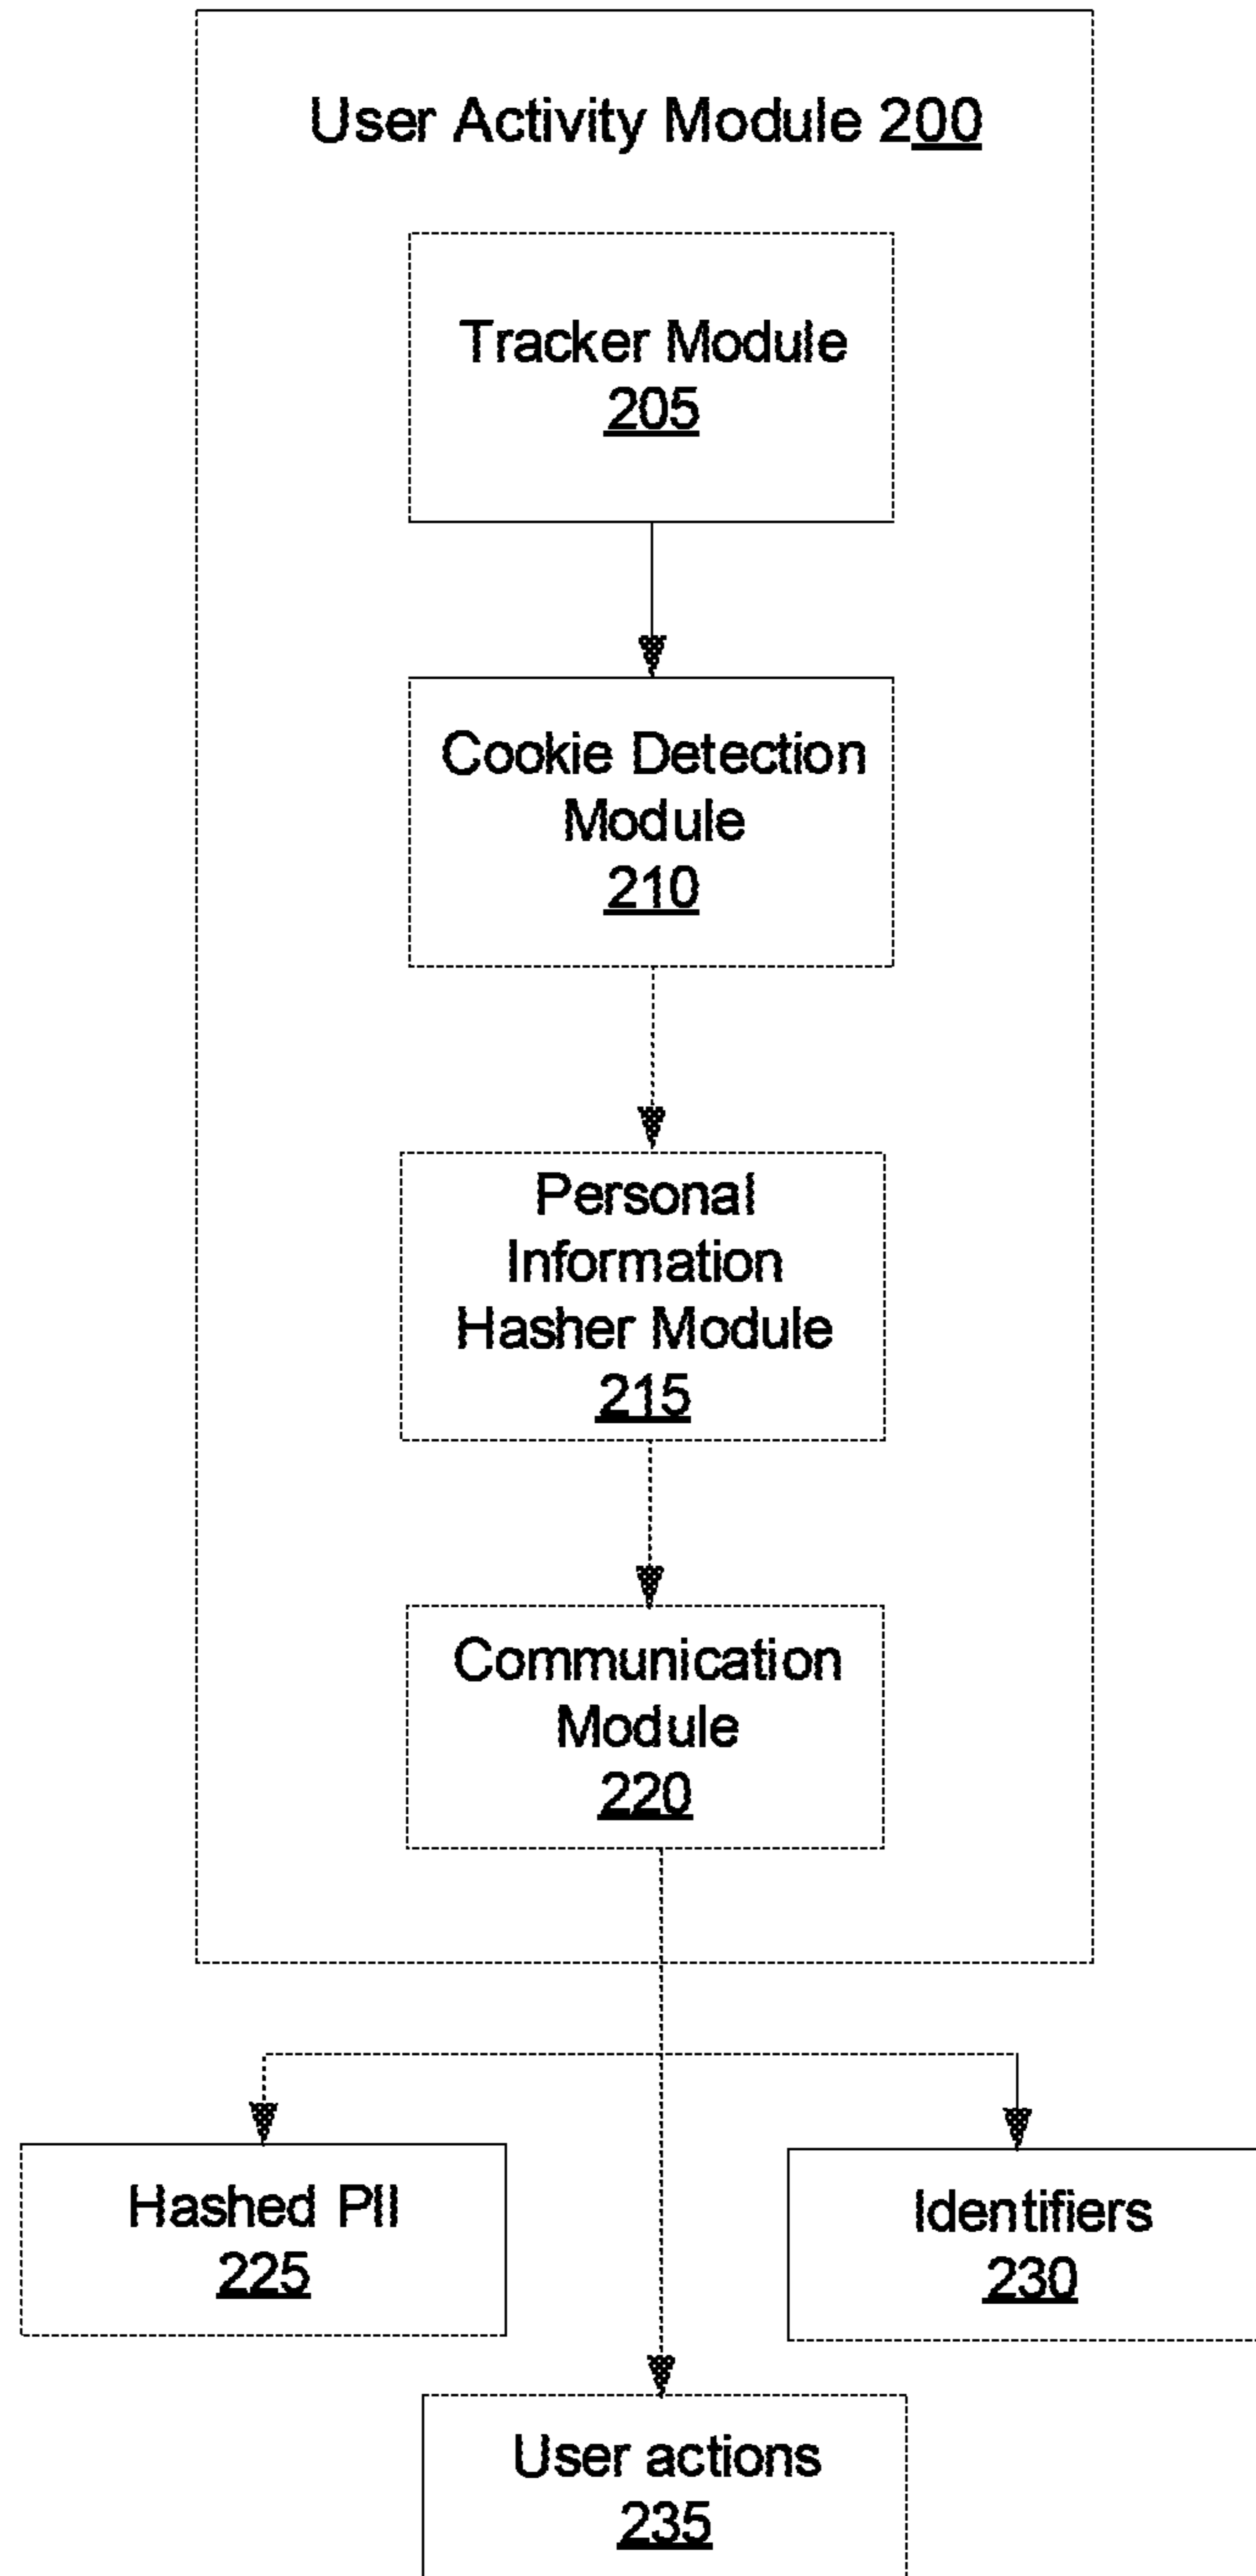 User Activity Module 200
Tracker Module
205
Cookie Detection
Module
210
Personal
Information
Hasher Module
215
Communication
Module
220
Hashed PII
225
Identifiers
230
User actions
235